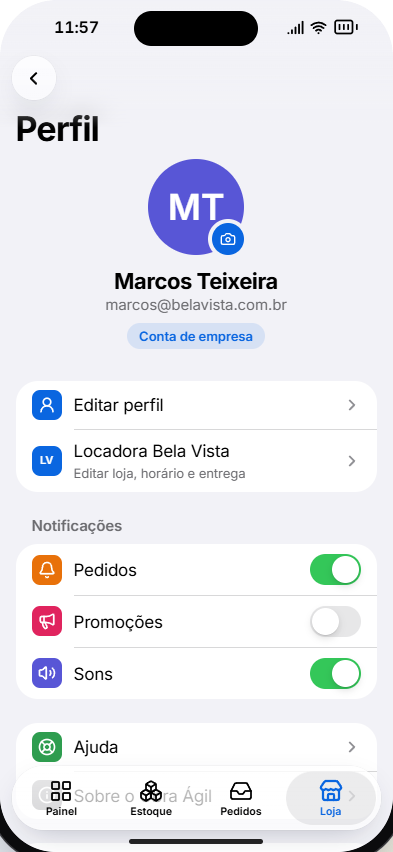 11:57
Perfil
MT
Marcos Teixeira
marcos@belavista.com.br
Conta de empresa
Editar perfil
LV
Locadora Bela Vista
Editar loja, horário e entrega
Notificações
Pedidos
Promoções
Sons
Ajuda
Sobre o
ra Ágil
Painel
Estoque
Pedidos
Loja